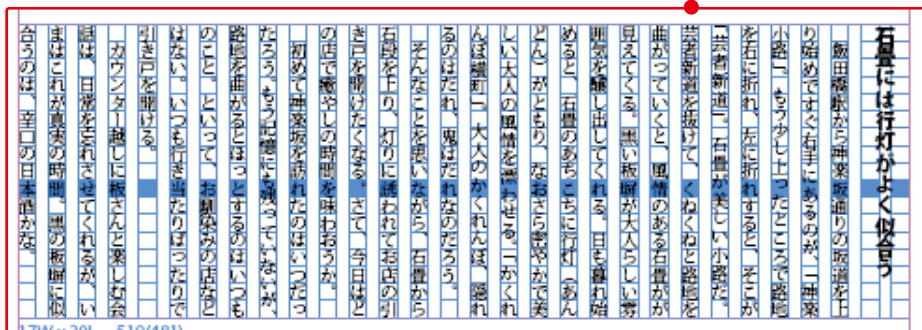 石畳には行灯がよく似合う
飯田橋駅から神楽坂通りの坂道を上
り始めてすぐ右手にあるのが、「神楽
小路」。もう少し上ったところで路地
を右に折れ、左に折れすると、そこが
「芸者新道」。石畳が美しい小路だ。
芸者新道を抜けて、くねくねと路地を
曲がっていくと、風情のある石畳がが
見えてくる。黒い板塀が大人らしい雰
囲気を醸し出してくれる。日も暮れ始
めると、石畳のあちこちに行灯（あん
どん）がともり、なおさら密やかで美
しい大人の風情を漂わせる。「かくれ
んぼ横町」。大人のかくれんぼ、隠れ
るのはだれ、鬼はだれなのだろう。
そんなことを思いながら、石畳から
石段を上り、灯りに誘われてお店の引
き戸を開けたくなる。さて、今日はど
の店で癒やしの時間を味わおうか。
初めて神楽坂を訪れたのはいつだっ
たろう。もう記憶にも残っていないが、
路地を曲がるとほっとするのはいつも
のこと。といって、お馴染みの店など
はない。いつも行き当たりばったりで
引き戸を開ける。
カウンター越しに板さんと楽しむ会
話は、日常を忘れさせてくれるが、い
まはこれが真実の時間。黒の板塀に似
合うのは、辛口の日本酒かな。